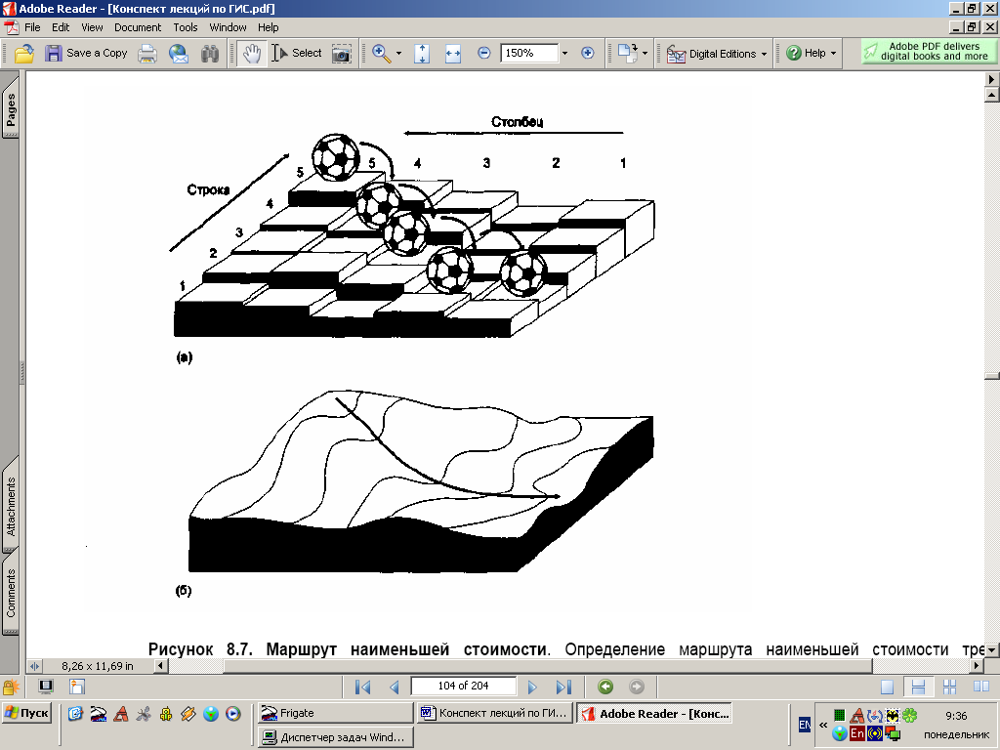 Adobe Reader - [Конспект лекций по ГИС.pdf]
File Edit View Document Tools Window Help
Save a Copy Select 150% Digital Editions Help Adobe PDF delivers
digital books and more
Pages
Столбец
5 4 3 2 1
Строка
5
4
3
2
1
(а)
(б)
Attachments
Comments
Рисунок 8.7. Маршрут наименьшей стоимости. Определение маршрута наименьшей стоимости тре
8,26 x 11,69 in
104 of 204
Пуск Frigate Конспект лекций по ГИ... Adobe Reader - [Конс... EN « 9:36
Диспетчер задач Wind... En понедельник